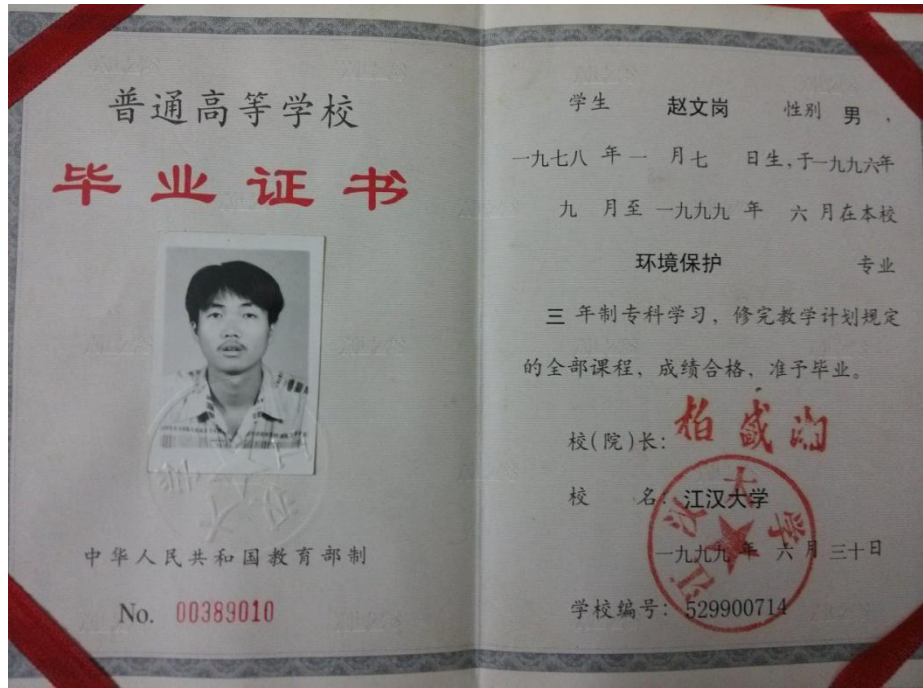 普通高等学校
毕业证书
中华人民共和国教育部制
No. 00389010
学生 赵文岗 性别 男，
一九七八 年 一 月 七 日生，于一九九六年
九 月至 一九九九 年 六 月在本校
环境保护 专业
三 年制专科学习，修完教学计划规定
的全部课程，成绩合格，准予毕业。
校(院)长：
校 名：江汉大学
一九九九 年 六 月 三十日
学校编号：529900714
江汉大学